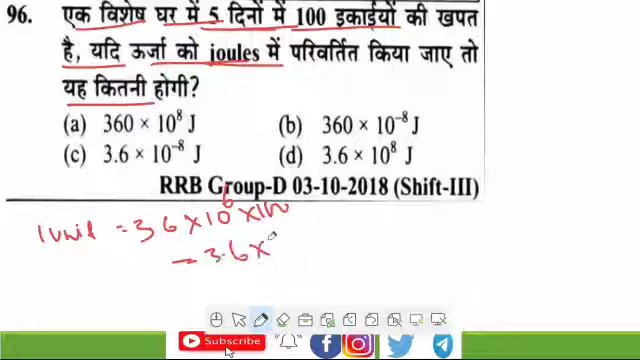 96. एक विशेष घर में 5 दिनों में 100 इकाईयों की खपत
है, यदि ऊर्जा को joules में परिवर्तित किया जाए तो
यह कितनी होगी?
(a) 360 × 10⁸ J (b) 360 × 10⁻⁸ J
(c) 3.6 × 10⁻⁸ J (d) 3.6 × 10⁸ J
RRB Group-D 03-10-2018 (Shift-III)
1 unit = 3.6 × 10⁶ × 100
= 3.6 ×
Subscribe